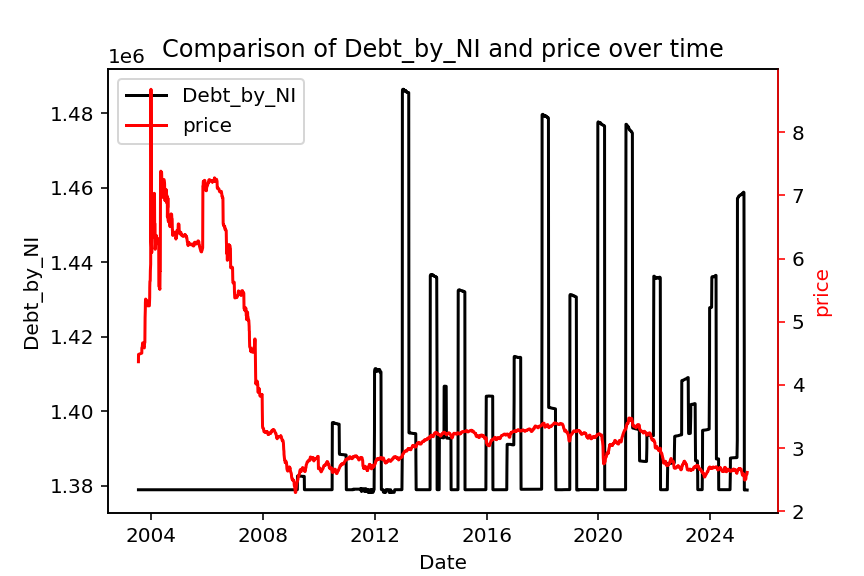 Comparison of Debt_by_NI and price over time
1e6
Debt_by_NI
price
1.48
1.46
1.44
1.42
1.40
1.38
Debt_by_NI
8
7
6
5
4
3
2
price
2004 2008 2012 2016 2020 2024
Date